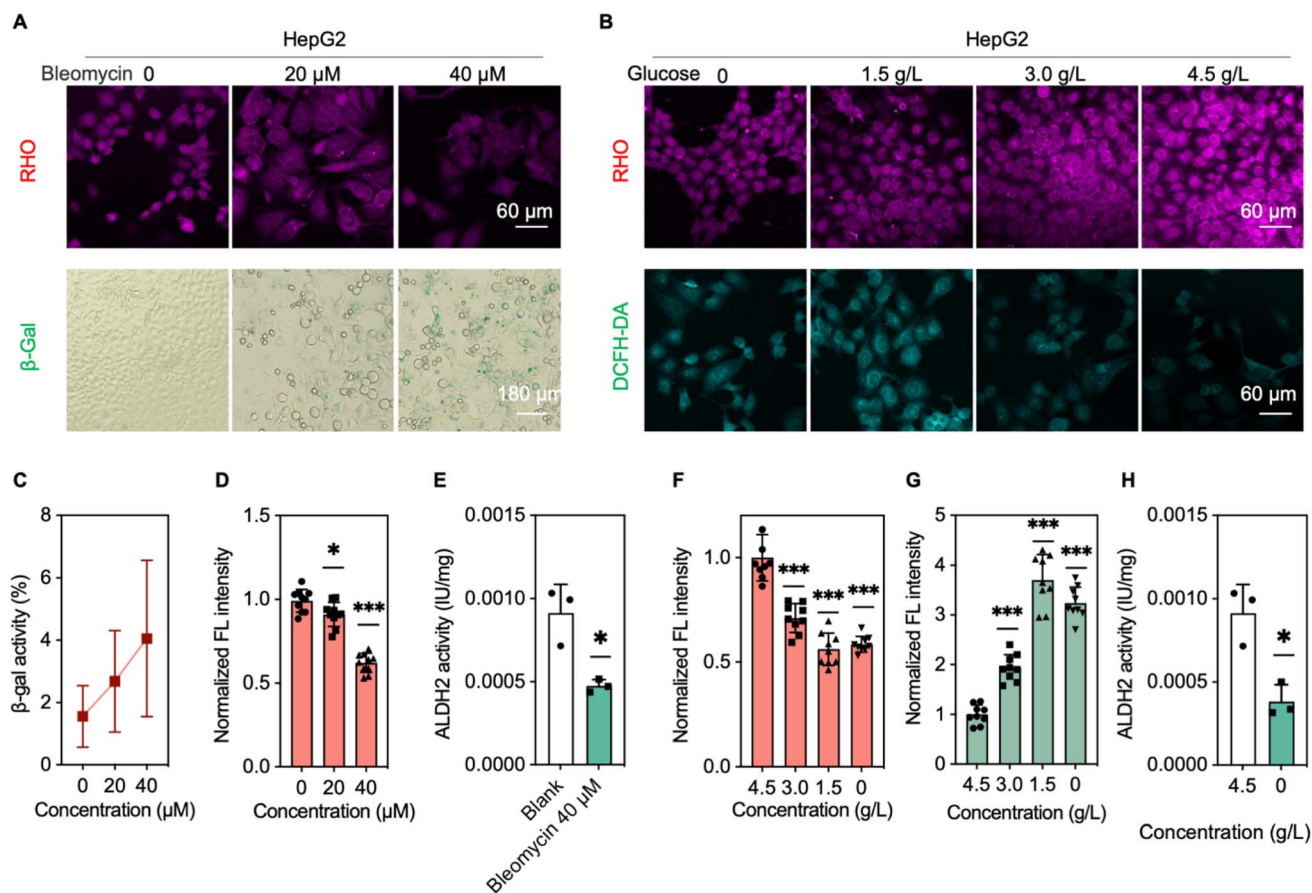 A
HepG2
Bleomycin 0 20 μM 40 μM
RHO
60 μm
β-Gal
180 μm
B
HepG2
Glucose 0 1.5 g/L 3.0 g/L 4.5 g/L
RHO
60 μm
DCFH-DA
60 μm
C
β-gal activity (%)
8
6
4
2
0
0 20 40
Concentration (μM)
D
Normalized FL intensity
1.5
1.0
0.5
0.0
*
***
0 20 40
Concentration (μM)
E
ALDH2 activity (IU/mg)
0.0015
0.0010
0.0005
0.0000
*
Blank
Bleomycin 40 μM
F
Normalized FL intensity
1.0
0.5
0.0
***
***
***
4.5 3.0 1.5 0
Concentration (g/L)
G
Normalized FL intensity
5
4
3
2
1
0
***
***
***
4.5 3.0 1.5 0
Concentration (g/L)
H
ALDH2 activity (IU/mg)
0.0015
0.0010
0.0005
0.0000
*
4.5 0
Concentration (g/L)